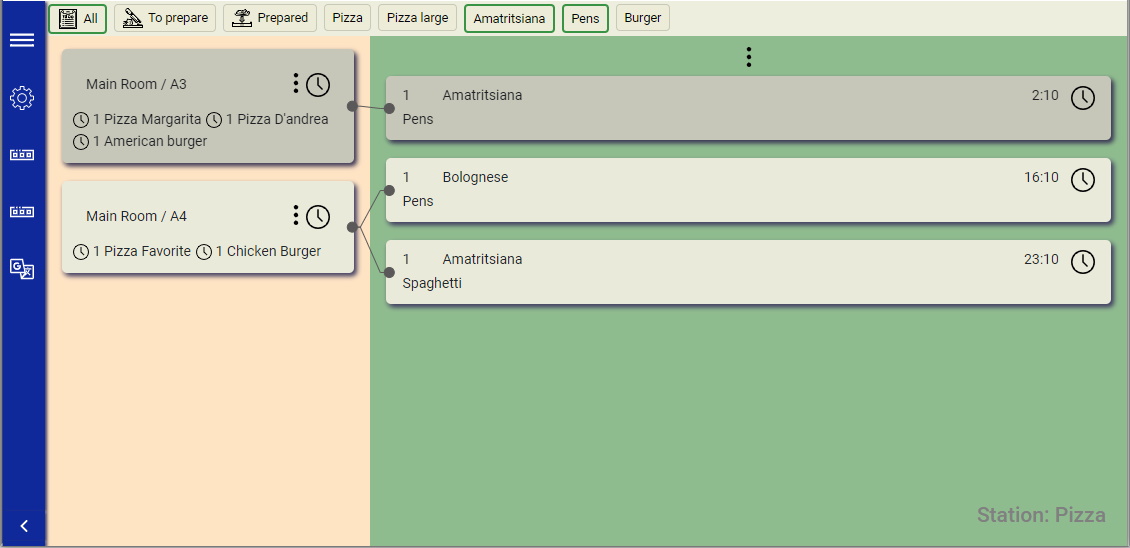 All To prepare Prepared Pizza Pizza large Amatritsiana Pens Burger
Main Room / A3
1 Pizza Margarita 1 Pizza D'andrea
1 American burger
Main Room / A4
1 Pizza Favorite 1 Chicken Burger
1 Amatritsiana 2:10
Pens
1 Bolognese 16:10
Pens
1 Amatritsiana 23:10
Spaghetti
Station: Pizza